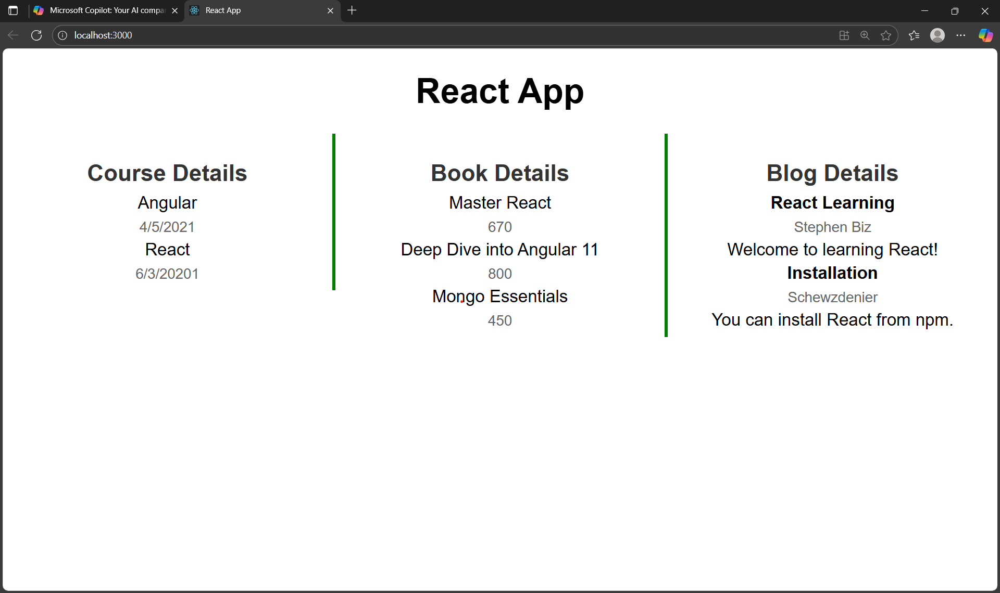 Microsoft Copilot: Your AI compa
React App
localhost:3000
React App
Course Details
Angular
4/5/2021
React
6/3/20201
Book Details
Master React
670
Deep Dive into Angular 11
800
Mongo Essentials
450
Blog Details
React Learning
Stephen Biz
Welcome to learning React!
Installation
Schewzdenier
You can install React from npm.